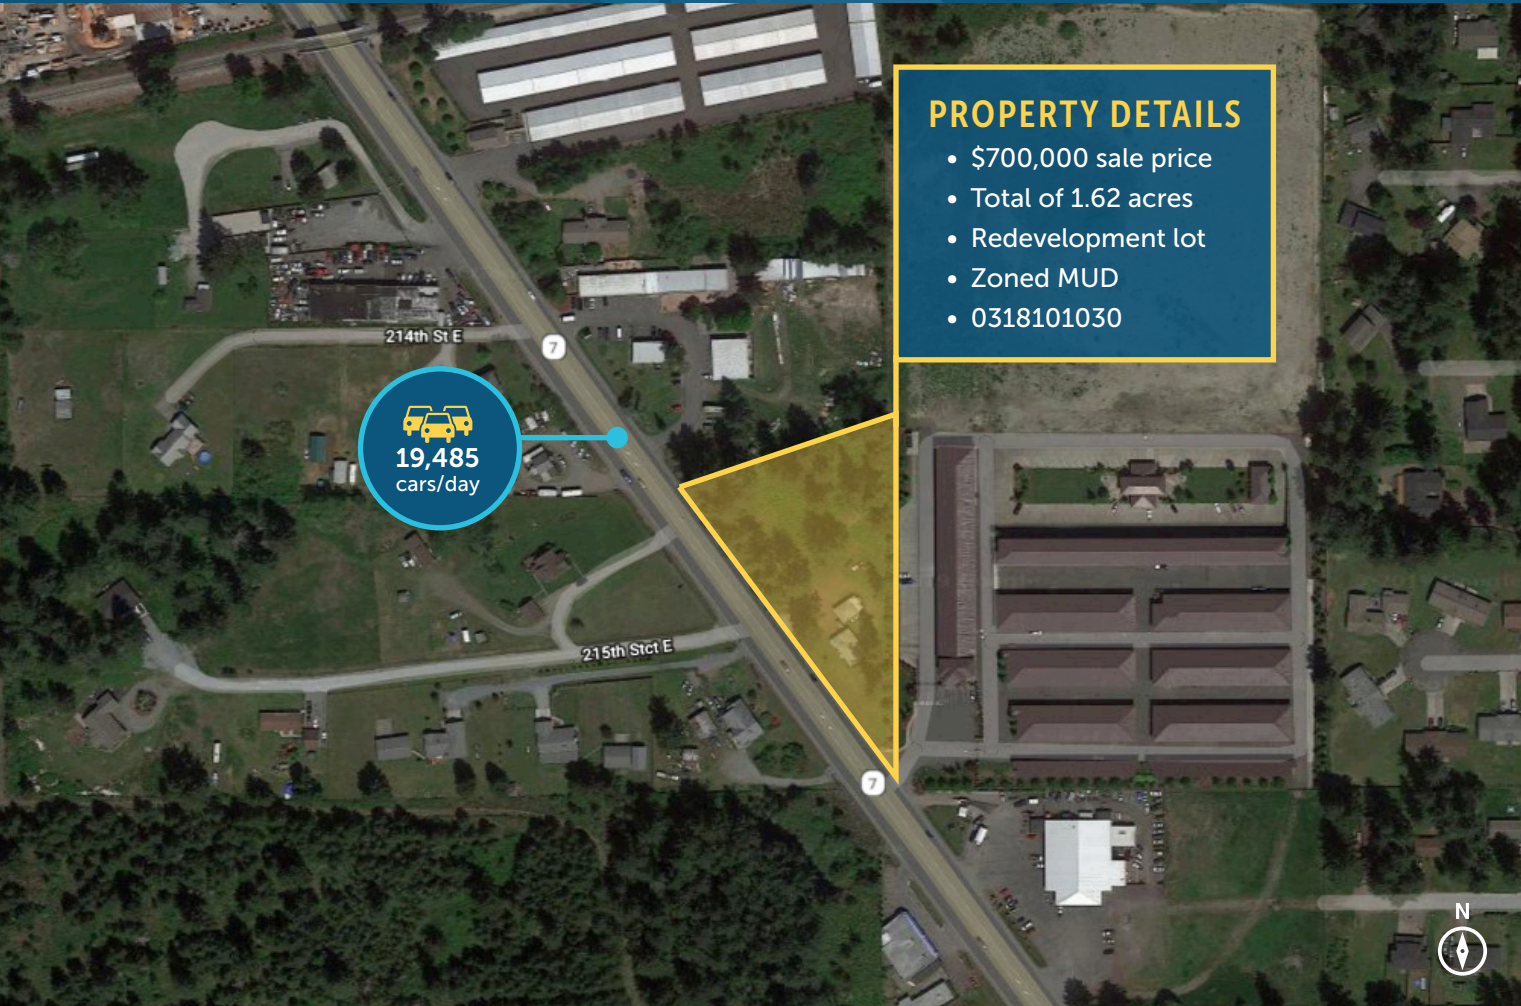 PROPERTY DETAILS
• $700,000 sale price
• Total of 1.62 acres
• Redevelopment lot
• Zoned MUD
• 0318101030
214th St E
7
19,485
cars/day
215th Stct E
7
N